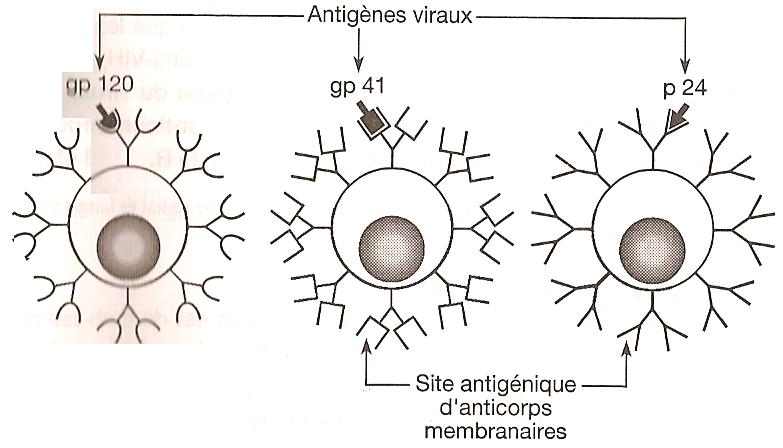 Antigènes viraux
gp 120
gp 41
p 24
Site antigénique
d'anticorps
membranaires